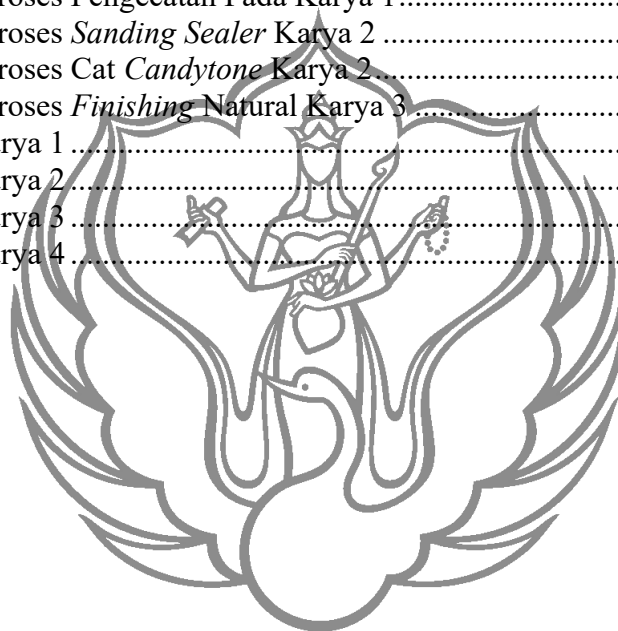 roses Pengecatan Pada Karya 1....................................
roses Sanding Sealer Karya 2 ......................................
roses Cat Candytone Karya 2.......................................
roses Finishing Natural Karya 3 ..................................
rya 1 ..............................................................................
rya 2 ..............................................................................
rya 3 ..............................................................................
rya 4 ..............................................................................